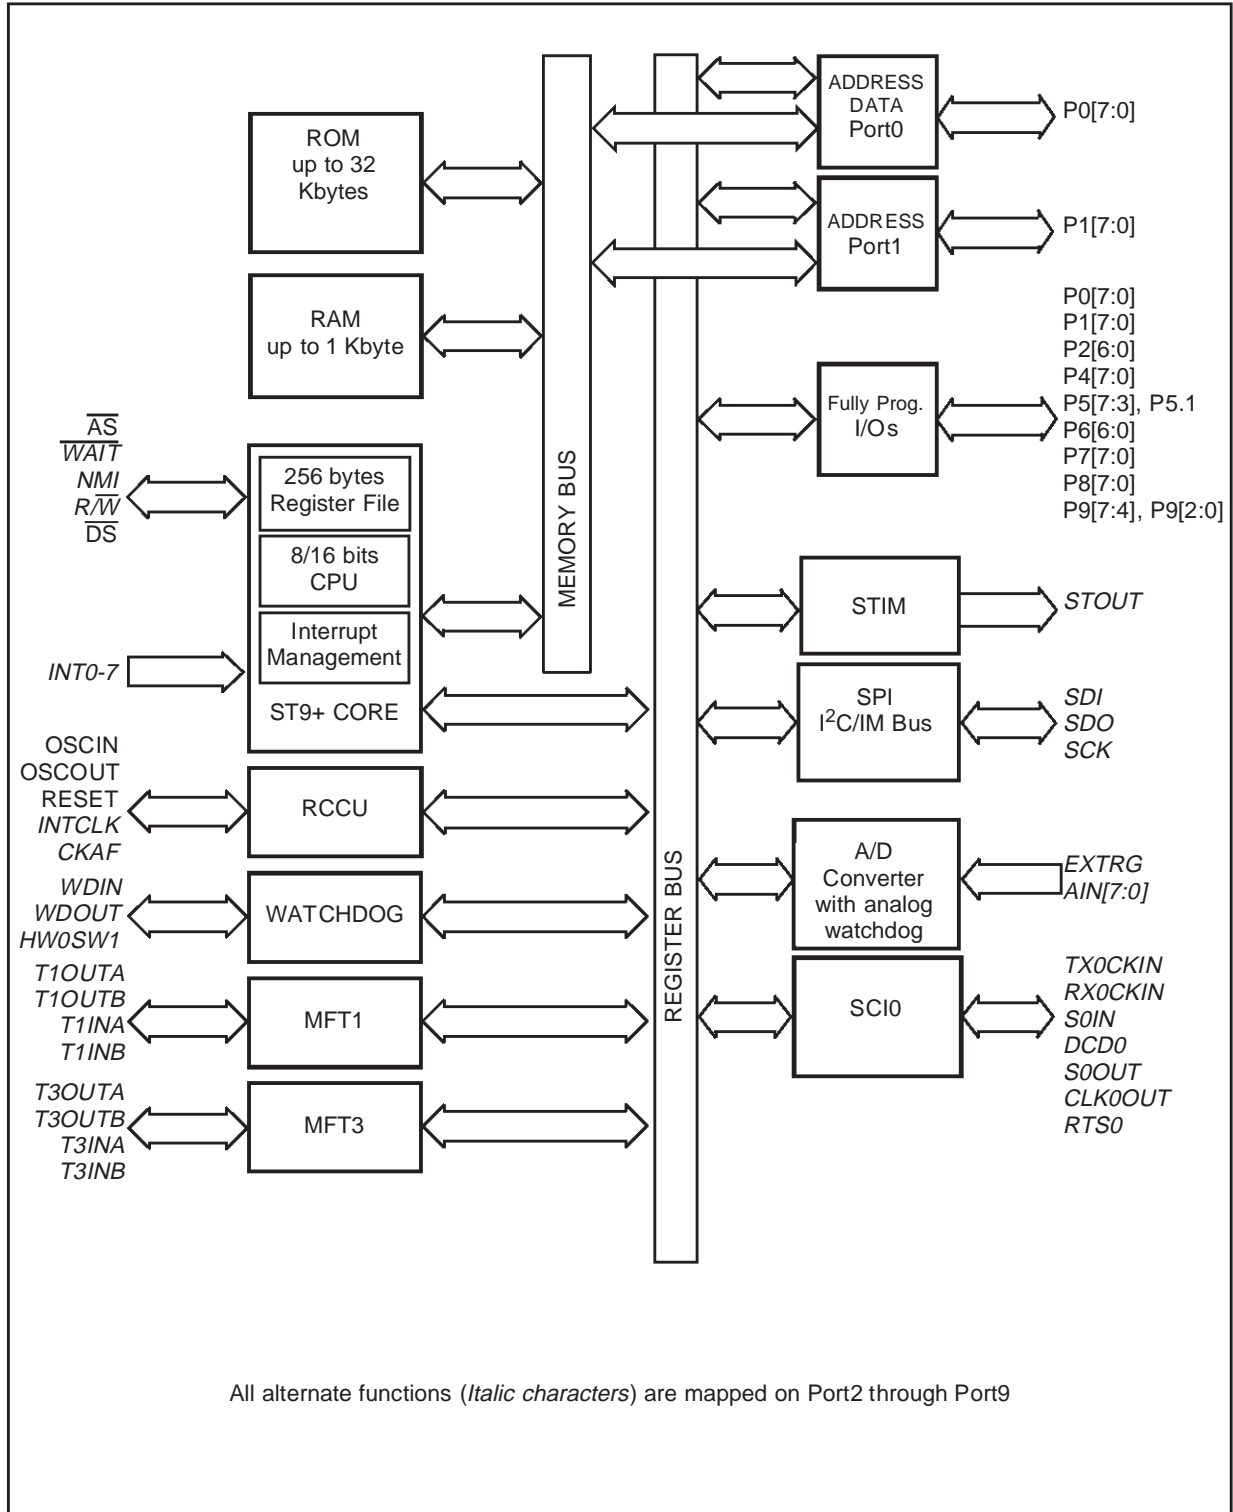 ROM
up to 32
Kbytes
RAM
up to 1 Kbyte
AS
WAIT
NMI
R/W
DS
256 bytes
Register File
8/16 bits
CPU
Interrupt
Management
ST9+ CORE
INT0-7
OSCIN
OSCOUT
RESET
INTCLK
CKAF
RCCU
WDIN
WDOUT
HW0SW1
WATCHDOG
T1OUTA
T1OUTB
T1INA
T1INB
MFT1
T3OUTA
T3OUTB
T3INA
T3INB
MFT3
MEMORY BUS
REGISTER BUS
ADDRESS
DATA
Port0
P0[7:0]
ADDRESS
Port1
P1[7:0]
Fully Prog.
I/Os
P0[7:0]
P1[7:0]
P2[6:0]
P4[7:0]
P5[7:3], P5.1
P6[6:0]
P7[7:0]
P8[7:0]
P9[7:4], P9[2:0]
STIM
STOUT
SPI
I²C/IM Bus
SDI
SDO
SCK
A/D
Converter
with analog
watchdog
EXTRG
AIN[7:0]
SCI0
TX0CKIN
RX0CKIN
S0IN
DCD0
S0OUT
CLK0OUT
RTS0
All alternate functions (Italic characters) are mapped on Port2 through Port9